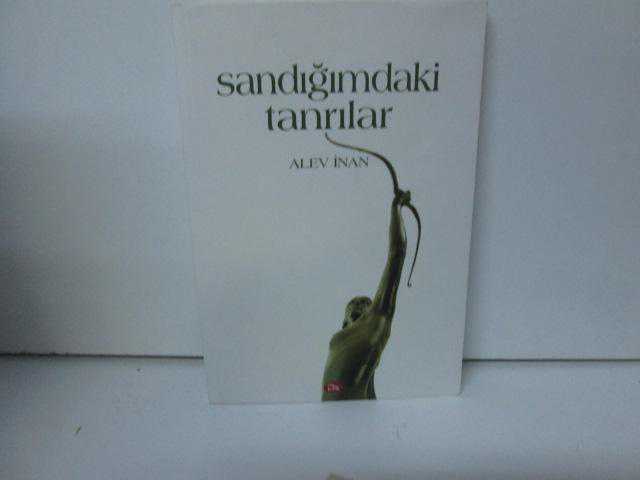 sandığımdaki
tanrılar
ALEV İNAN